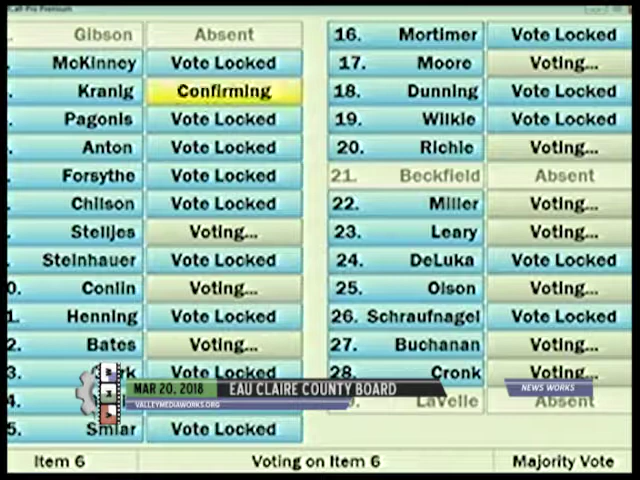 Gibson Absent
McKinney Vote Locked
Kranig Confirming
Pagonis Vote Locked
Anton Vote Locked
Forsythe Vote Locked
Chilson Vote Locked
Stelljes Voting...
Steinhauer Vote Locked
0. Conlin Voting...
1. Henning Vote Locked
2. Bates Voting...
3. rk Vote Locked
4.
5. Smiar Vote Locked
16. Mortimer Vote Locked
17. Moore Voting...
18. Dunning Vote Locked
19. Wilkie Vote Locked
20. Richie Voting...
21. Beckfield Absent
22. Miller Voting...
23. Leary Voting...
24. DeLuka Vote Locked
25. Olson Voting...
26. Schraufnagel Vote Locked
27. Buchanan Voting...
28. Cronk Voting...
9. LaVelle Absent
MAR 20, 2018 EAU CLAIRE COUNTY BOARD NEWS WORKS
VALLEYMEDIAWORKS.ORG
Item 6 Voting on Item 6 Majority Vote